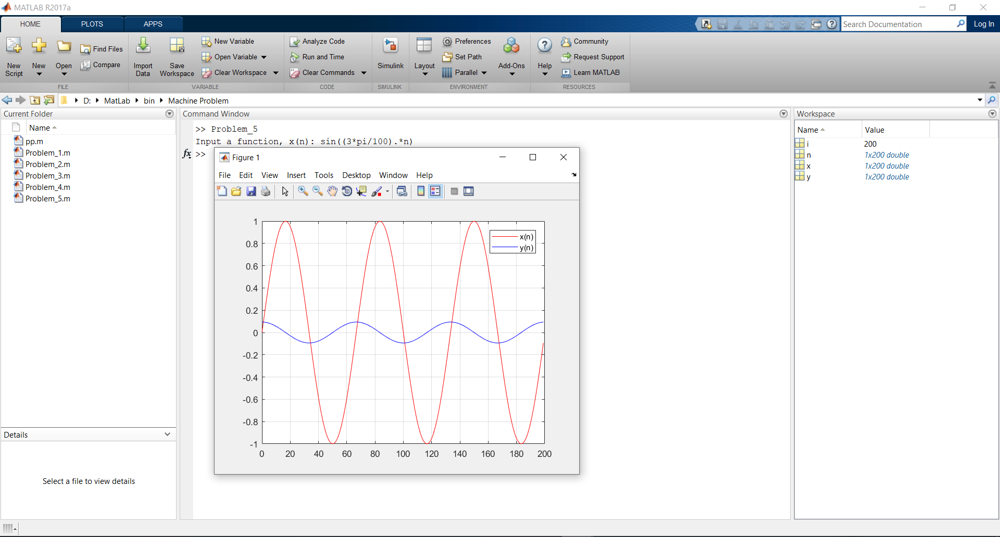 MATLAB R2017a
HOME PLOTS APPS
Search Documentation
Log In
New Script
New
Open
Find Files
Compare
FILE
Import Data
Save Workspace
New Variable
Open Variable
Clear Workspace
VARIABLE
Analyze Code
Run and Time
Clear Commands
CODE
Simulink
SIMULINK
Layout
Preferences
Set Path
Parallel
Add-Ons
ENVIRONMENT
Help
Community
Request Support
Learn MATLAB
RESOURCES
D: MatLab bin Machine Problem
Current Folder
Name
pp.m
Problem_1.m
Problem_2.m
Problem_3.m
Problem_4.m
Problem_5.m
Details
Select a file to view details
Command Window
>> Problem_5
Input a function, x(n): sin((3*pi/100).*n)
fx >>
Figure 1
File Edit View Insert Tools Desktop Window Help
1
0.8
0.6
0.4
0.2
0
-0.2
-0.4
-0.6
-0.8
-1
0 20 40 60 80 100 120 140 160 180 200
x(n)
y(n)
Workspace
Name Value
i 200
n 1x200 double
x 1x200 double
y 1x200 double